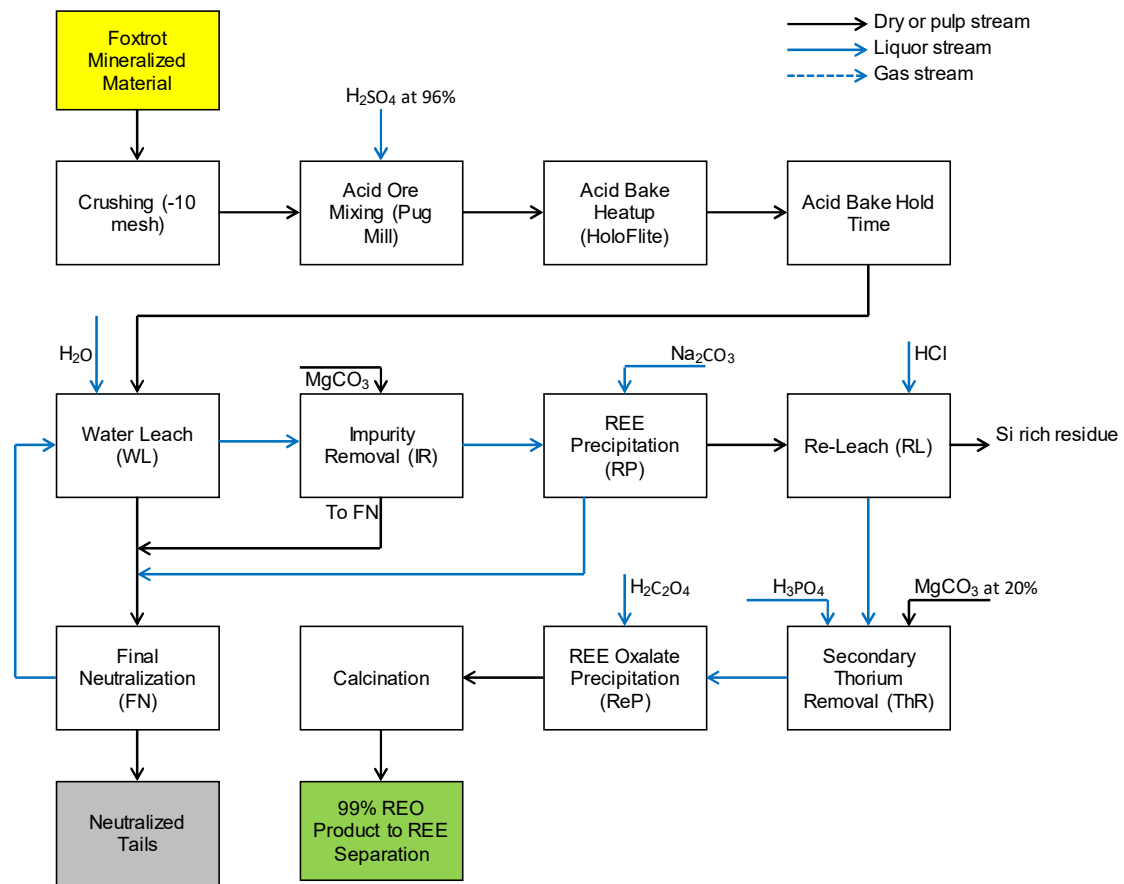 Foxtrot
Mineralized
Material
Dry or pulp stream
Liquor stream
Gas stream
H₂SO₄ at 96%
Crushing (-10
mesh)
Acid Ore
Mixing (Pug
Mill)
Acid Bake
Heatup
(HoloFlite)
Acid Bake Hold
Time
H₂O
MgCO₃
Na₂CO₃
HCl
Water Leach
(WL)
Impurity
Removal (IR)
REE
Precipitation
(RP)
Re-Leach (RL)
Si rich residue
To FN
H₂C₂O₄
H₃PO₄
MgCO₃ at 20%
Final
Neutralization
(FN)
Calcination
REE Oxalate
Precipitation
(ReP)
Secondary
Thorium
Removal (ThR)
Neutralized
Tails
99% REO
Product to REE
Separation